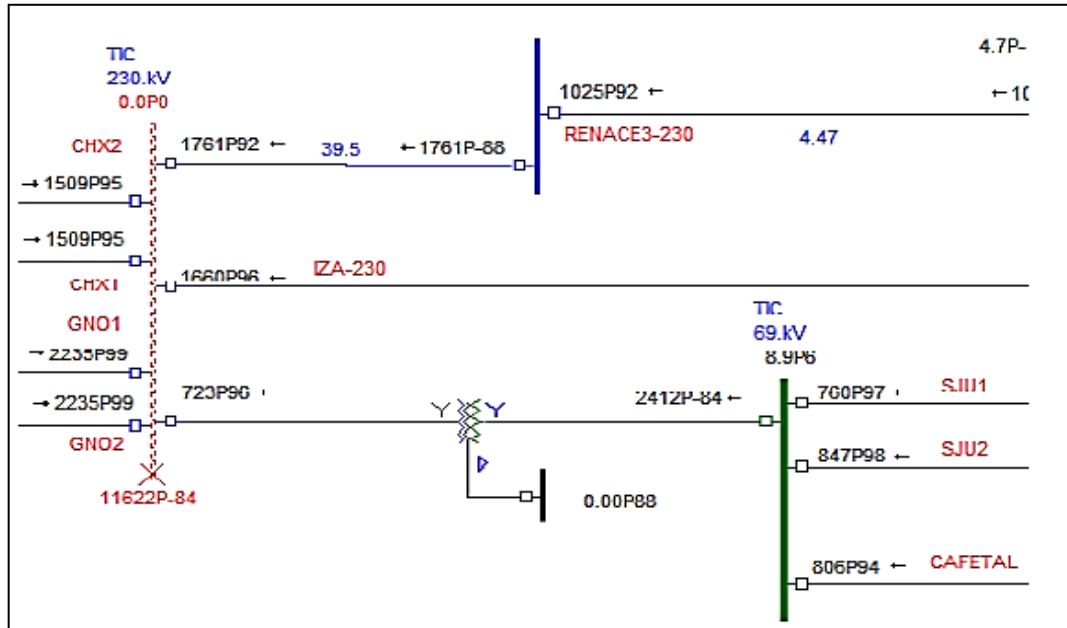 TIC
230.kV
0.0P0
4.7P-
1025P92 ←
← 10
RENACE3-230
4.47
CHX2
1761P92 ←
39.5
← 1761P-88
→ 1509P95
→ 1509P95
CHX1
1660P96 ←
IZA-230
GNO1
TIC
69.kV
8.9P6
→ 2235P99
723P96
→ 2235P99
GNO2
Y
Y
2412P-84 ←
760P97 ←
SJU1
847P98 ←
SJU2
11622P-84
0.00P88
806P94 ←
CAFETAL